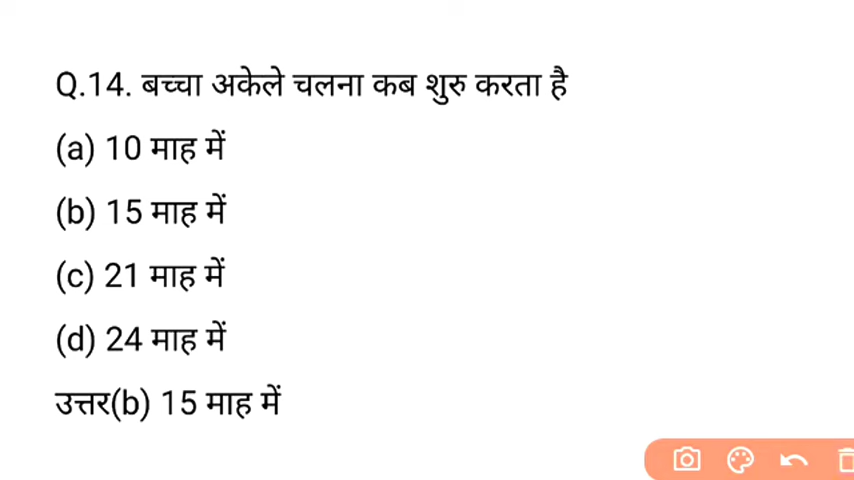 Q.14. बच्चा अकेले चलना कब शुरु करता है
(a) 10 माह में
(b) 15 माह में
(c) 21 माह में
(d) 24 माह में
उत्तर(b) 15 माह में